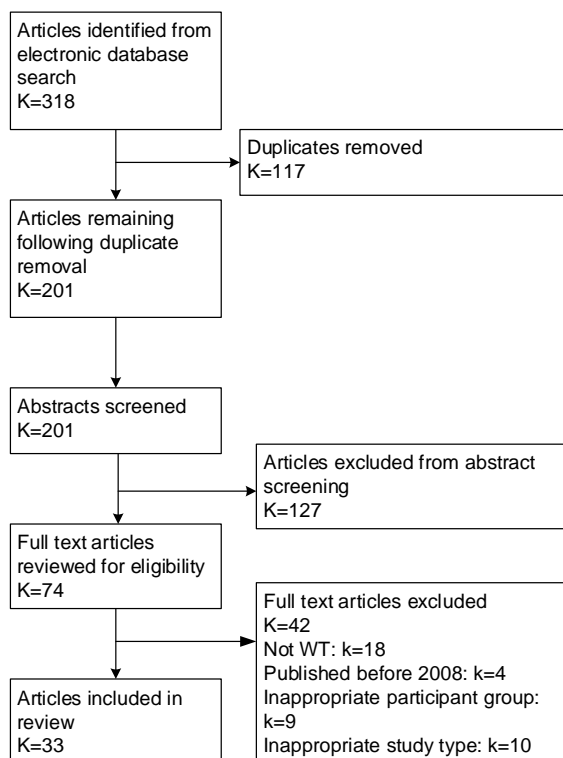 Articles identified from
electronic database
search
K=318
Duplicates removed
K=117
Articles remaining
following duplicate
removal
K=201
Abstracts screened
K=201
Articles excluded from abstract
screening
K=127
Full text articles
reviewed for eligibility
K=74
Full text articles excluded
K=42
Not WT: k=18
Published before 2008: k=4
Inappropriate participant group:
k=9
Inappropriate study type: k=10
Articles included in
review
K=33